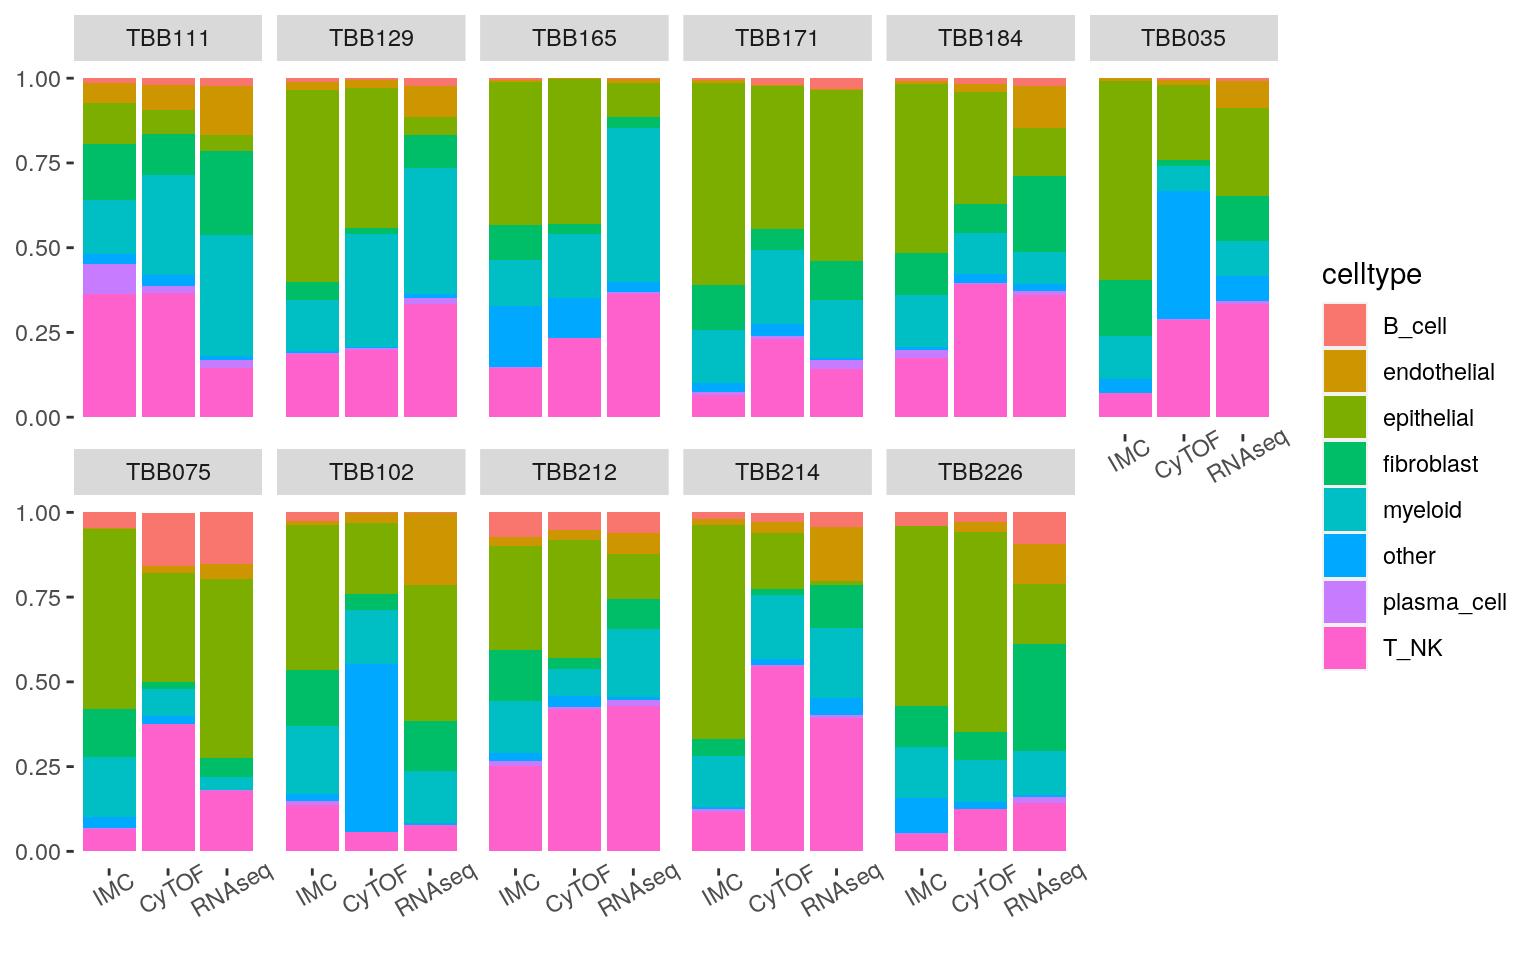 TBB111 TBB129 TBB165 TBB171 TBB184 TBB035
1.00
0.75
0.50
0.25
0.00
IMC CyTOF RNAseq
TBB075 TBB102 TBB212 TBB214 TBB226
1.00
0.75
0.50
0.25
0.00
IMC CyTOF RNAseq IMC CyTOF RNAseq IMC CyTOF RNAseq IMC CyTOF RNAseq IMC CyTOF RNAseq
celltype
B_cell
endothelial
epithelial
fibroblast
myeloid
other
plasma_cell
T_NK